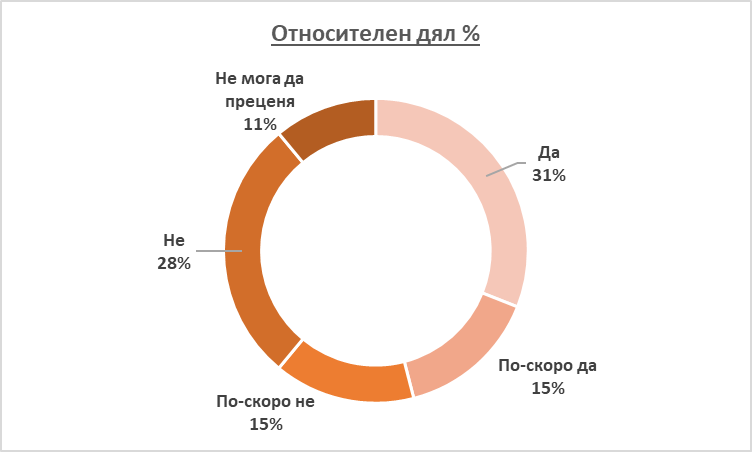 Относителен дял %
Да
31%
По-скоро да
15%
По-скоро не
15%
Не
28%
Не мога да
преценя
11%